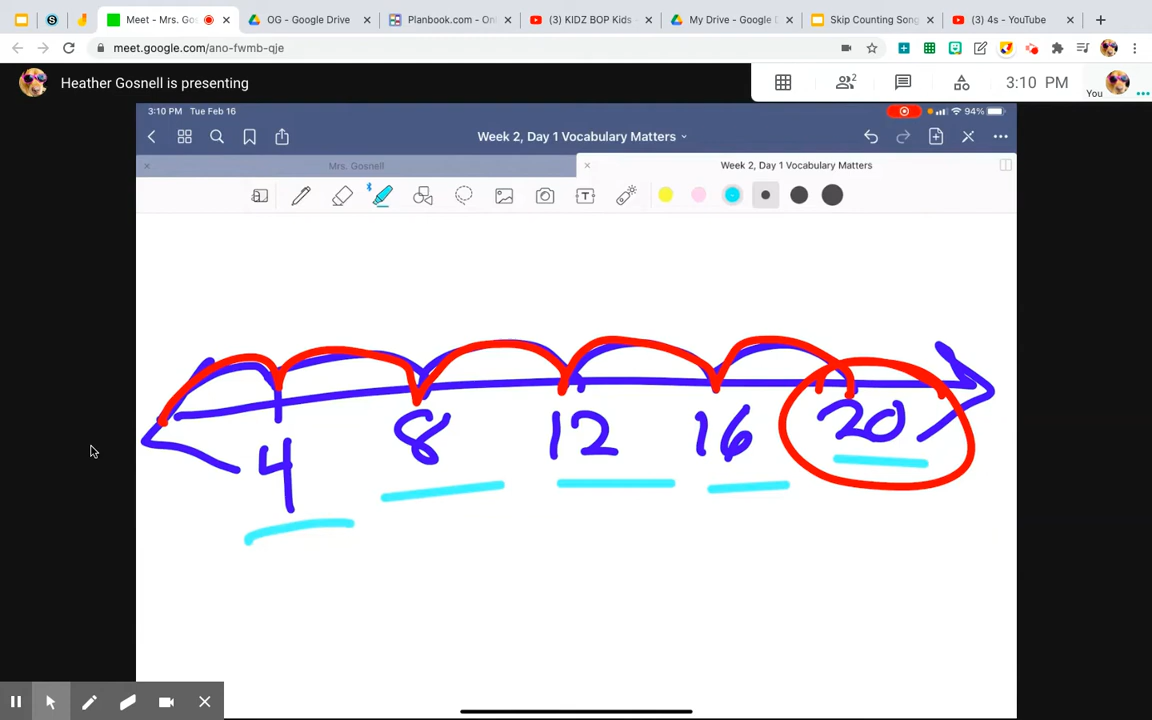 Meet - Mrs. Go
OG - Google Drive
Planbook.com - On
(3) KIDZ BOP Kids -
My Drive - Google D
Skip Counting Song
(3) 4s - YouTube
meet.google.com/ano-fwmb-qje
Heather Gosnell is presenting
2
3:10 PM
You
3:10 PM Tue Feb 16
94%
Week 2, Day 1 Vocabulary Matters
Mrs. Gosnell
Week 2, Day 1 Vocabulary Matters
T
4 8 12 16 20